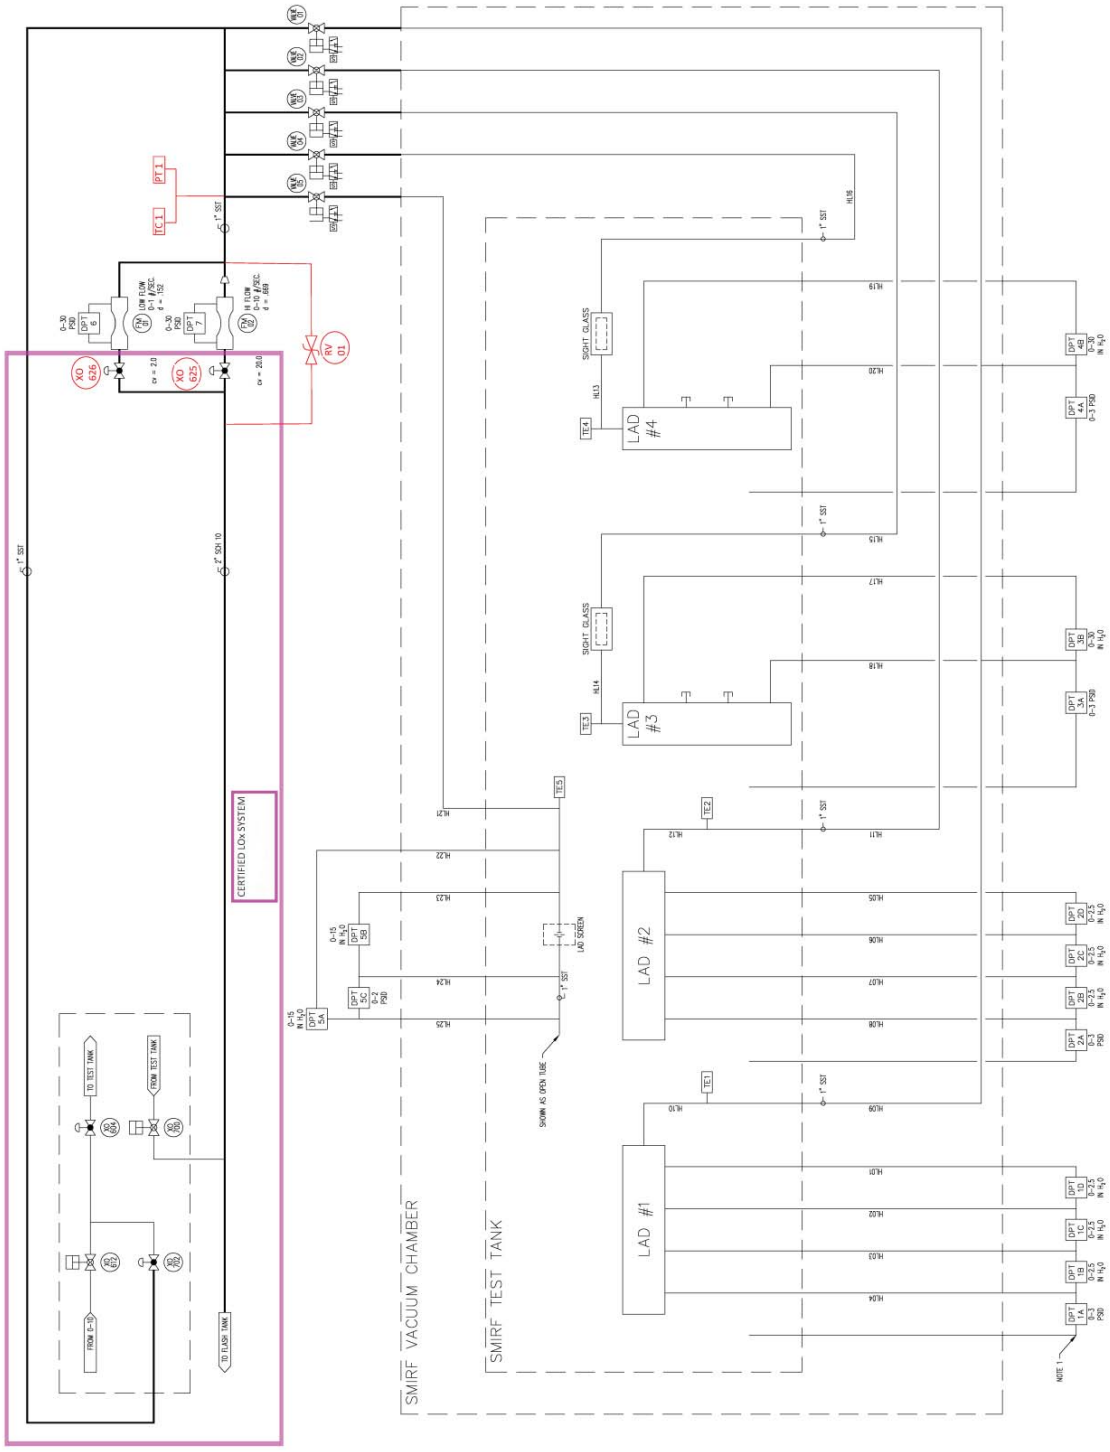 VALVE
01
VALVE
02
VALVE
03
VALVE
04
VALVE
05
PT 1
TC 1
1" SST
LOW FLOW
0-1 #/SEC.
d = .152
HI FLOW
0-10 #/SEC.
d = .669
0-30
PSID
DPT
6
FM
01
0-30
PSID
DPT
7
FM
02
XO
626
cv = 2.0
XO
625
cv = 20.0
RV
01
1" SST
2" SCH 10
CERTIFIED LOx SYSTEM
TO TEST TANK
FROM TEST TANK
XO
604
XO
700
XO
612
XO
702
FROM O-10
TO FLASH TANK
SMIRF VACUUM CHAMBER
SMIRF TEST TANK
HL16
1" SST
SIGHT GLASS
HL13
TE4
LAD
#4
HL19
HL20
DPT
4B
0-30
IN H₂O
DPT
4A
0-3 PSID
1" SST
HL15
SIGHT GLASS
HL14
TE3
LAD
#3
HL17
HL18
DPT
3B
0-30
IN H₂O
DPT
3A
0-3 PSID
HL21
HL22
HL23
HL24
HL25
TE5
LAD SCREEN
1" SST
SHOWN AS OPEN TUBE
0-15
IN H₂O
DPT
5B
DPT
5C
0-2
PSID
0-15
IN H₂O
DPT
5A
TE2
HL12
1" SST
HL11
LAD #2
HL05
HL06
HL07
HL08
DPT
2D
0-2.5
IN H₂O
DPT
2C
0-2.5
IN H₂O
DPT
2B
0-2.5
IN H₂O
DPT
2A
0-3
PSID
TE1
HL10
1" SST
HL09
LAD #1
HL01
HL02
HL03
HL04
DPT
1D
0-2.5
IN H₂O
DPT
1C
0-2.5
IN H₂O
DPT
1B
0-2.5
IN H₂O
DPT
1A
0-3
PSID
NOTE 1